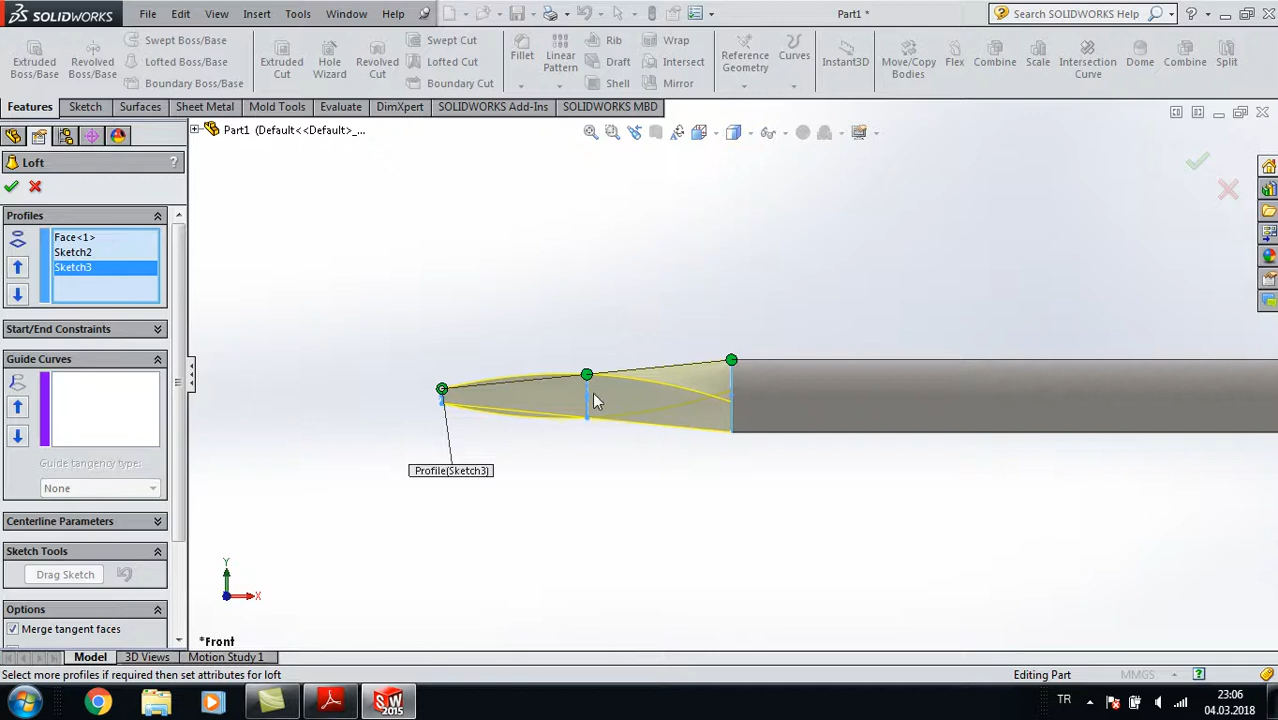 SOLIDWORKS File Edit View Insert Tools Window Help Part1 * Search SOLIDWORKS Help
Extruded Boss/Base
Revolved Boss/Base
Swept Boss/Base
Lofted Boss/Base
Boundary Boss/Base
Extruded Cut
Hole Wizard
Revolved Cut
Swept Cut
Lofted Cut
Boundary Cut
Fillet
Linear Pattern
Rib
Draft
Shell
Wrap
Intersect
Mirror
Reference Geometry
Curves
Instant3D
Move/Copy Bodies
Flex
Combine
Scale
Intersection Curve
Dome
Combine
Split
Features Sketch Surfaces Sheet Metal Mold Tools Evaluate DimXpert SOLIDWORKS Add-Ins SOLIDWORKS MBD
Part1 (Default<<Default>_...
Loft ?
Profiles
Face<1>
Sketch2
Sketch3
Start/End Constraints
Guide Curves
Guide tangency type:
None
Centerline Parameters
Sketch Tools
Drag Sketch
Options
Merge tangent faces
Profile(Sketch3)
Y
X
*Front
Model 3D Views Motion Study 1
Select more profiles if required then set attributes for loft Editing Part MMGS
SW 2015
TR
23:06
04.03.2018